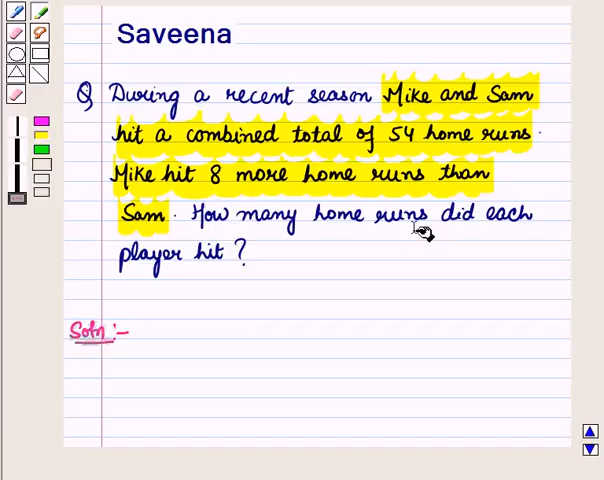 Saveena
Q During a recent season Mike and Sam
hit a combined total of 54 home runs.
Mike hit 8 more home runs than
Sam. How many home runs did each
player hit ?
Soln :-